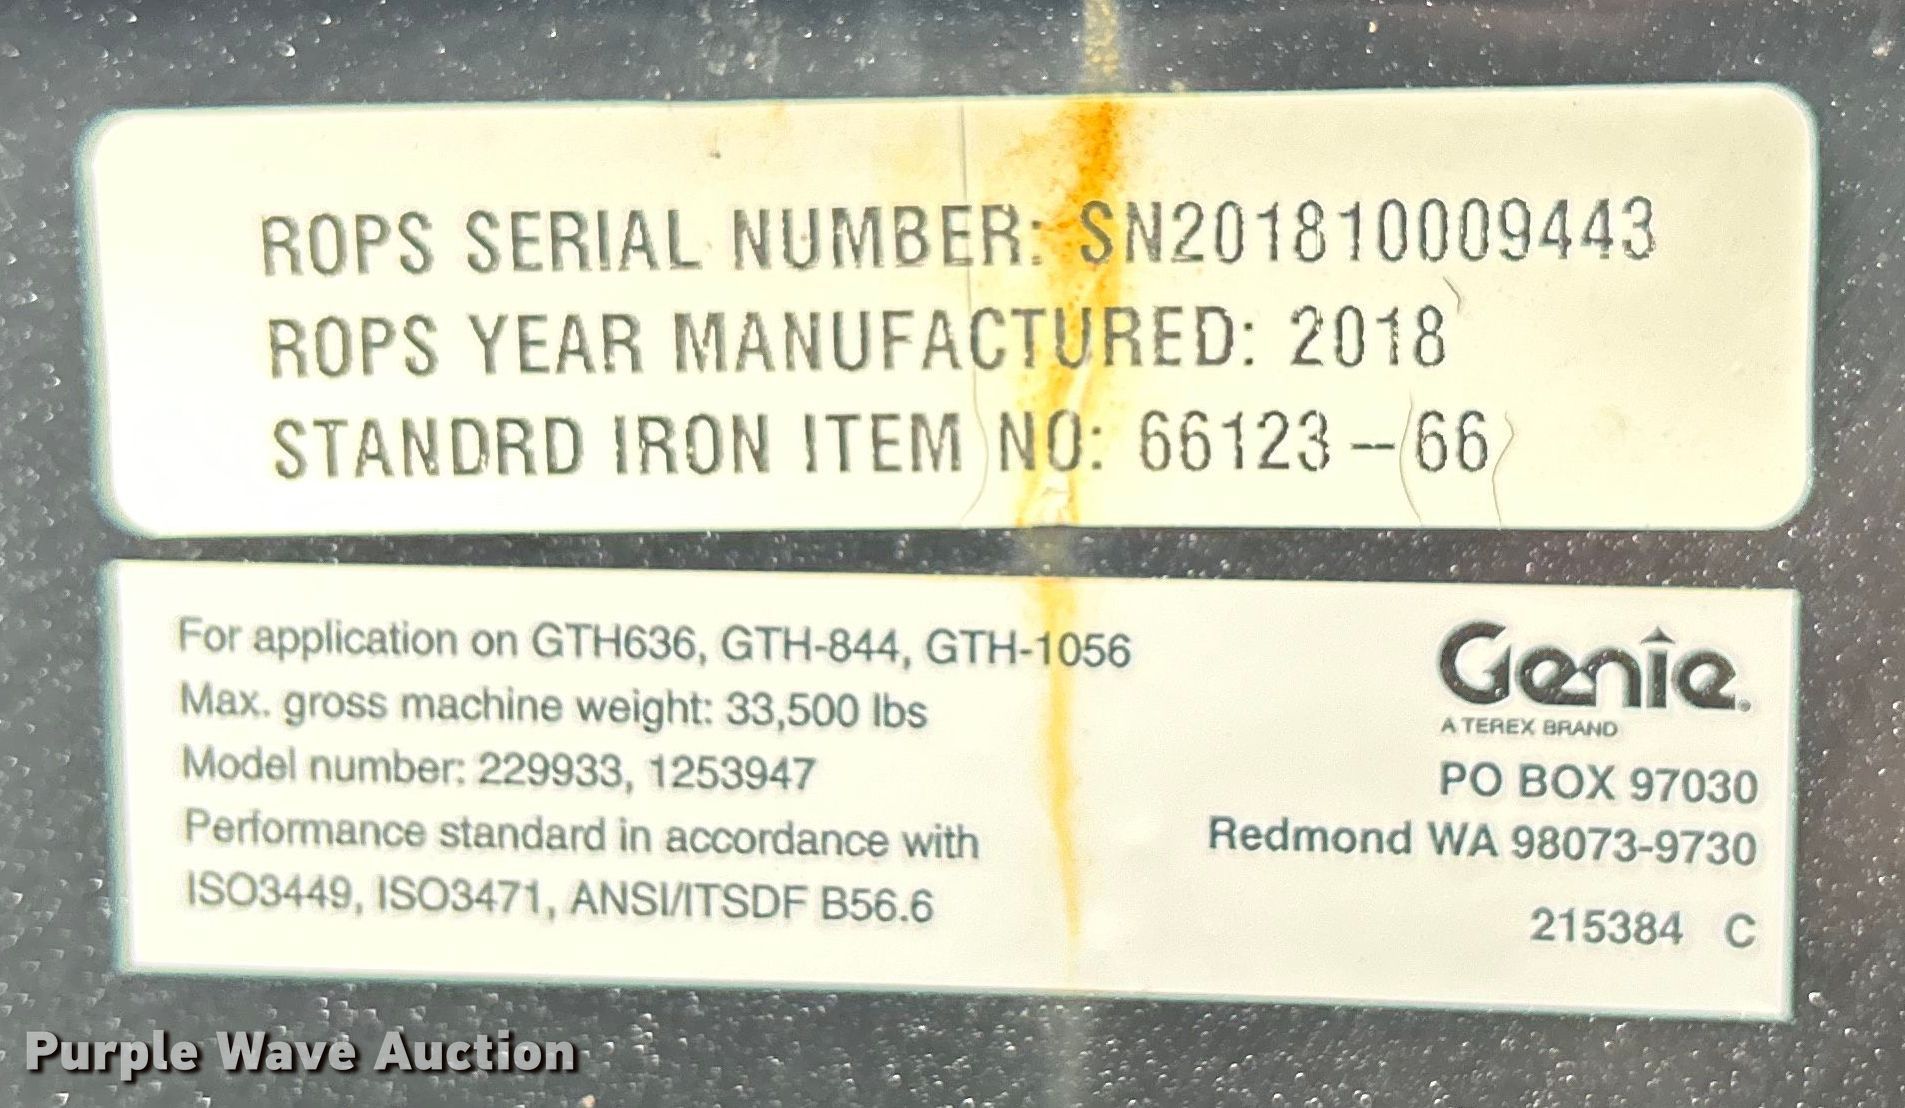 ROPS SERIAL NUMBER: SN201810009443
ROPS YEAR MANUFACTURED: 2018
STANDRD IRON ITEM NO: 66123-66
For application on GTH636, GTH-844, GTH-1056
Max. gross machine weight: 33,500 lbs
Model number: 229933, 1253947
Performance standard in accordance with
ISO3449, ISO3471, ANSI/ITSDF B56.6
Genie®
A TEREX BRAND
PO BOX 97030
Redmond WA 98073-9730
215384 C
Purple Wave Auction